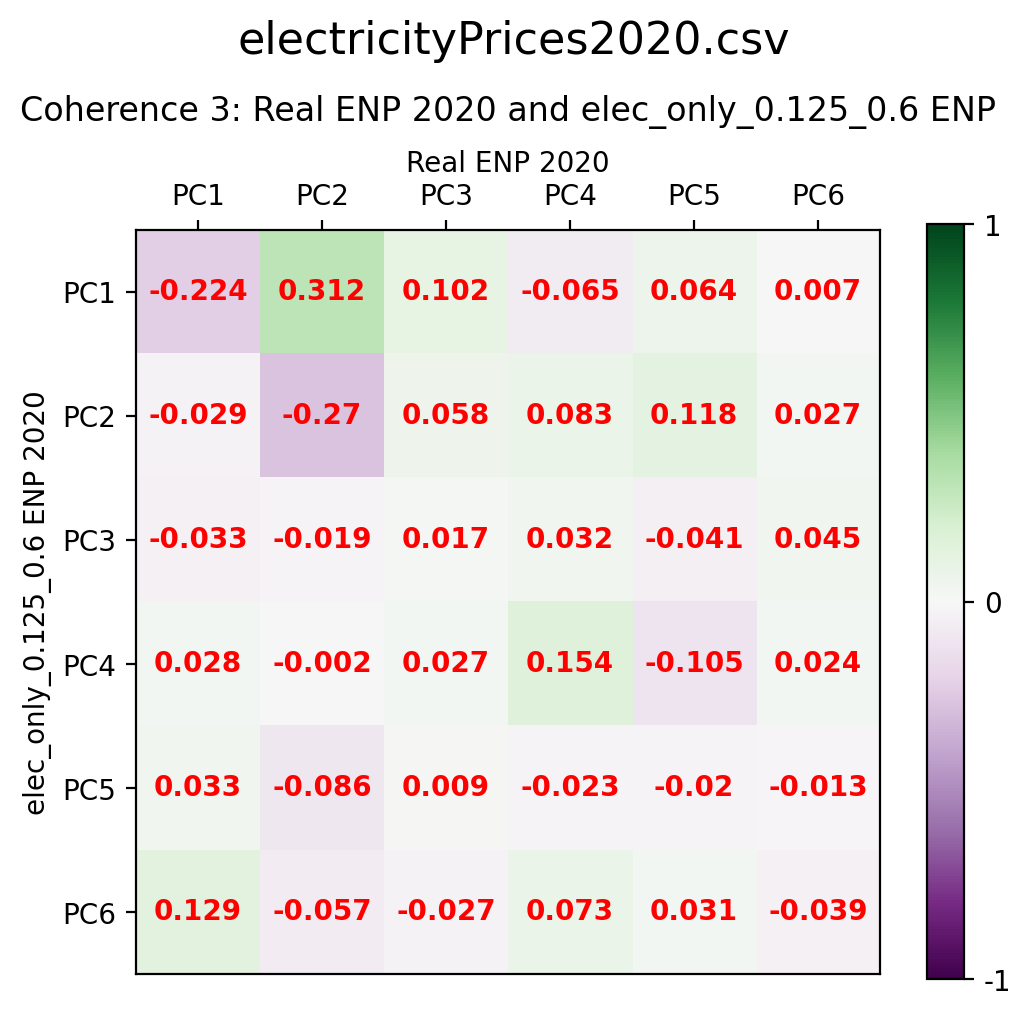 electricityPrices2020.csv
Coherence 3: Real ENP 2020 and elec_only_0.125_0.6 ENP
Real ENP 2020
PC1 PC2 PC3 PC4 PC5 PC6
1
PC1 -0.224 0.312 0.102 -0.065 0.064 0.007
PC2 -0.029 -0.27 0.058 0.083 0.118 0.027
PC3 -0.033 -0.019 0.017 0.032 -0.041 0.045
0
elec_only_0.125_0.6 ENP 2020
PC4 0.028 -0.002 0.027 0.154 -0.105 0.024
PC5 0.033 -0.086 0.009 -0.023 -0.02 -0.013
PC6 0.129 -0.057 -0.027 0.073 0.031 -0.039
-1